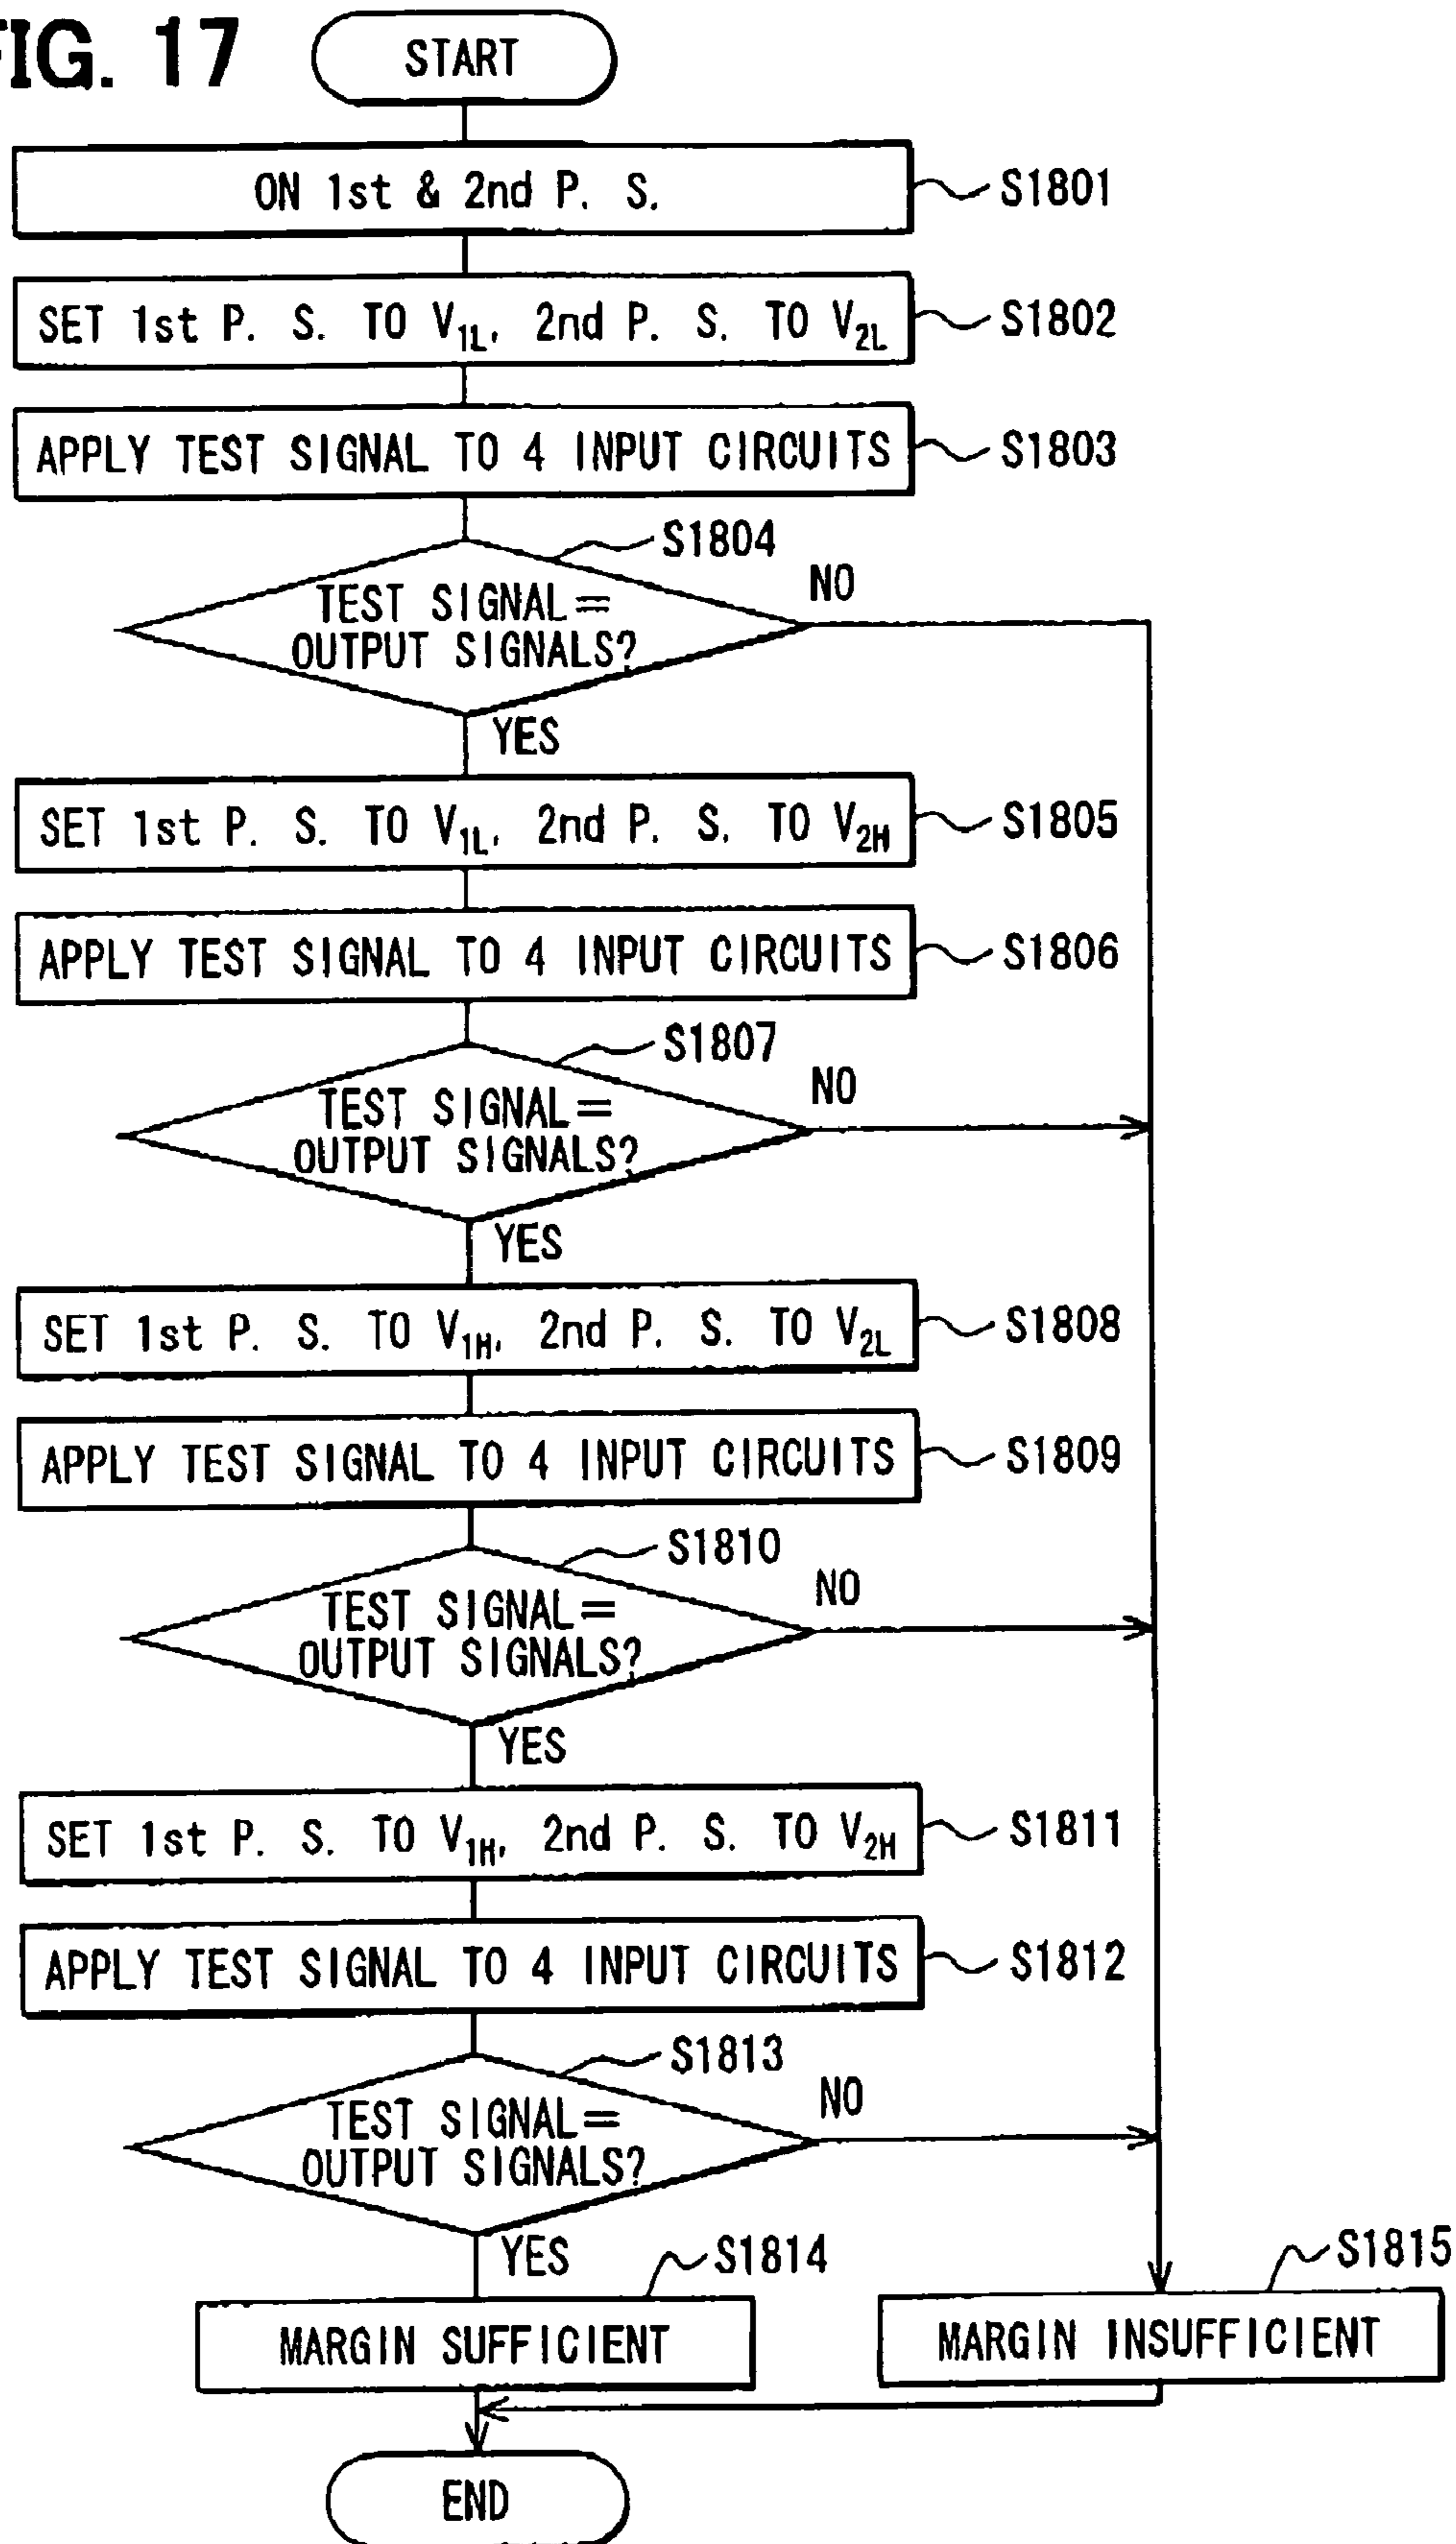 FIG. 17
START
ON 1st & 2nd P. S.
S1801
SET 1st P. S. TO V1L, 2nd P. S. TO V2L
S1802
APPLY TEST SIGNAL TO 4 INPUT CIRCUITS
S1803
S1804
TEST SIGNAL=
OUTPUT SIGNALS?
NO
YES
SET 1st P. S. TO V1L, 2nd P. S. TO V2H
S1805
APPLY TEST SIGNAL TO 4 INPUT CIRCUITS
S1806
S1807
TEST SIGNAL=
OUTPUT SIGNALS?
NO
YES
SET 1st P. S. TO V1H, 2nd P. S. TO V2L
S1808
APPLY TEST SIGNAL TO 4 INPUT CIRCUITS
S1809
S1810
TEST SIGNAL=
OUTPUT SIGNALS?
NO
YES
SET 1st P. S. TO V1H, 2nd P. S. TO V2H
S1811
APPLY TEST SIGNAL TO 4 INPUT CIRCUITS
S1812
S1813
TEST SIGNAL=
OUTPUT SIGNALS?
NO
YES
S1814
MARGIN SUFFICIENT
S1815
MARGIN INSUFFICIENT
END